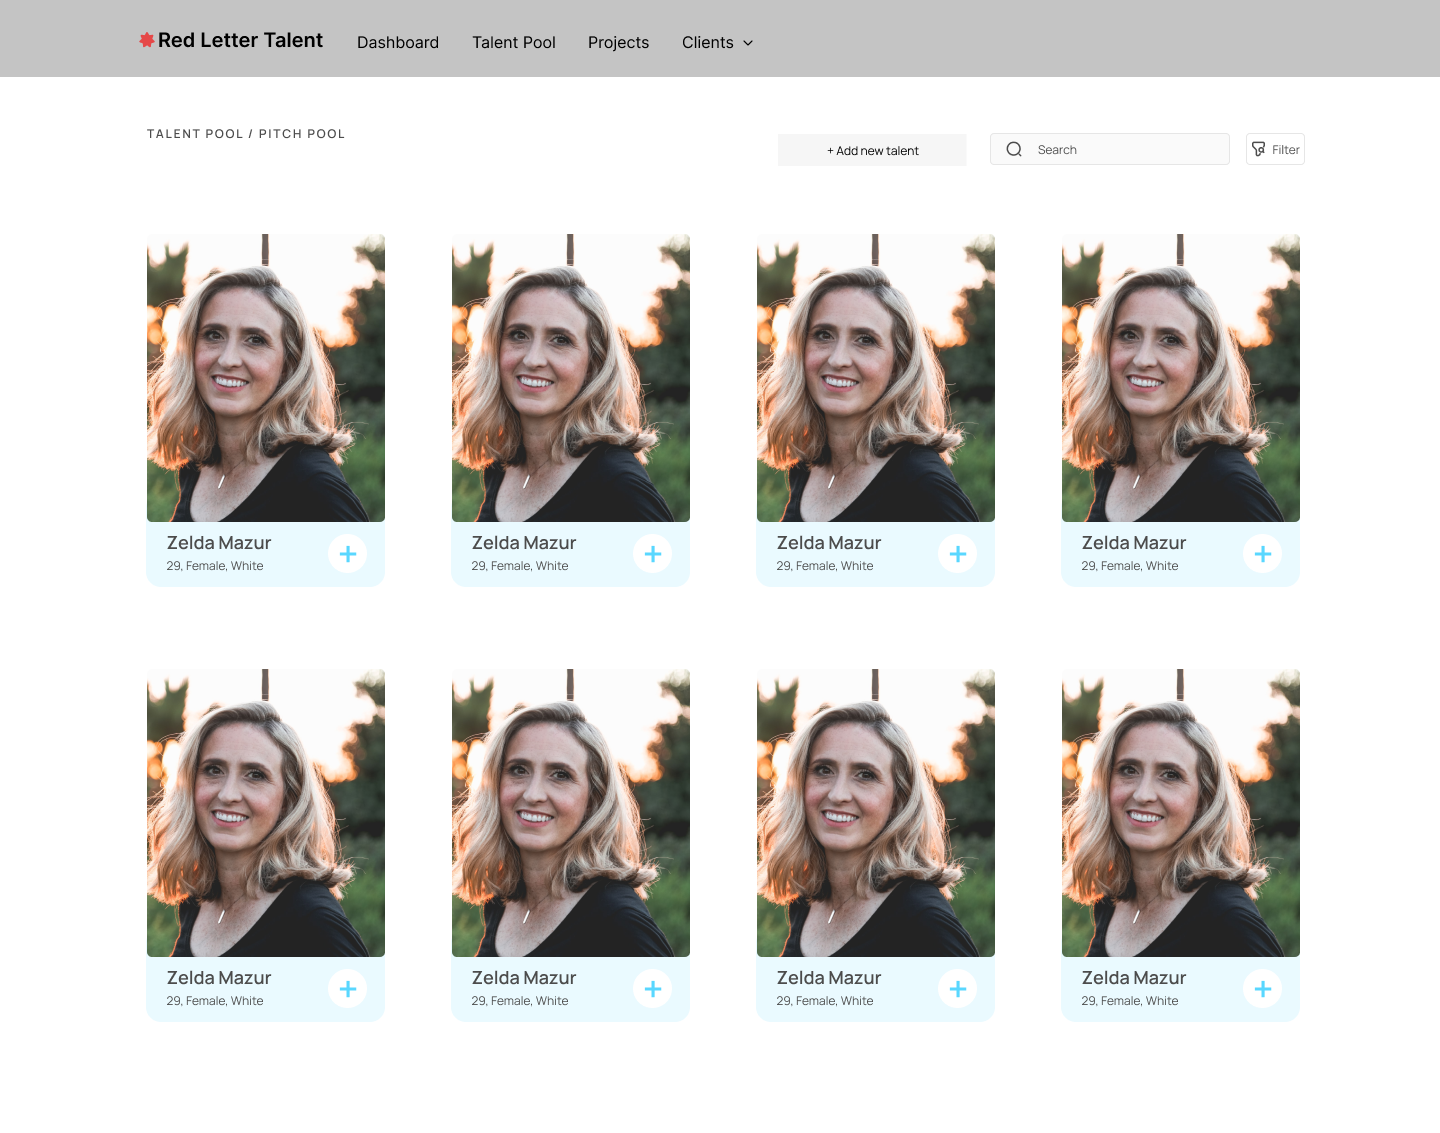 Red Letter Talent
Dashboard
Talent Pool
Projects
Clients
TALENT POOL / PITCH POOL
+ Add new talent
Search
Filter
Zelda Mazur
29, Female, White
Zelda Mazur
29, Female, White
Zelda Mazur
29, Female, White
Zelda Mazur
29, Female, White
Zelda Mazur
29, Female, White
Zelda Mazur
29, Female, White
Zelda Mazur
29, Female, White
Zelda Mazur
29, Female, White